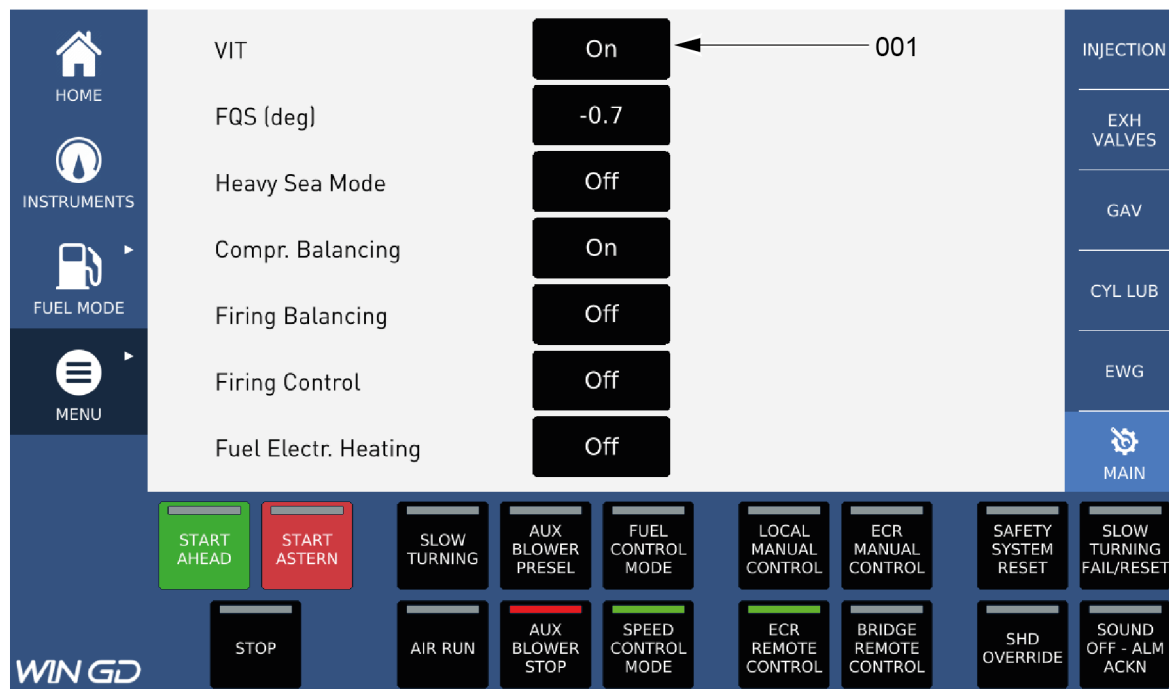 HOME
INSTRUMENTS
FUEL MODE
MENU
WIN GD
VIT
On
001
FQS (deg)
-0.7
Heavy Sea Mode
Off
Compr. Balancing
On
Firing Balancing
Off
Firing Control
Off
Fuel Electr. Heating
Off
INJECTION
EXH
VALVES
GAV
CYL LUB
EWG
MAIN
START
AHEAD
START
ASTERN
SLOW
TURNING
AUX
BLOWER
PRESEL
FUEL
CONTROL
MODE
LOCAL
MANUAL
CONTROL
ECR
MANUAL
CONTROL
SAFETY
SYSTEM
RESET
SLOW
TURNING
FAIL/RESET
STOP
AIR RUN
AUX
BLOWER
STOP
SPEED
CONTROL
MODE
ECR
REMOTE
CONTROL
BRIDGE
REMOTE
CONTROL
SHD
OVERRIDE
SOUND
OFF - ALM
ACKN